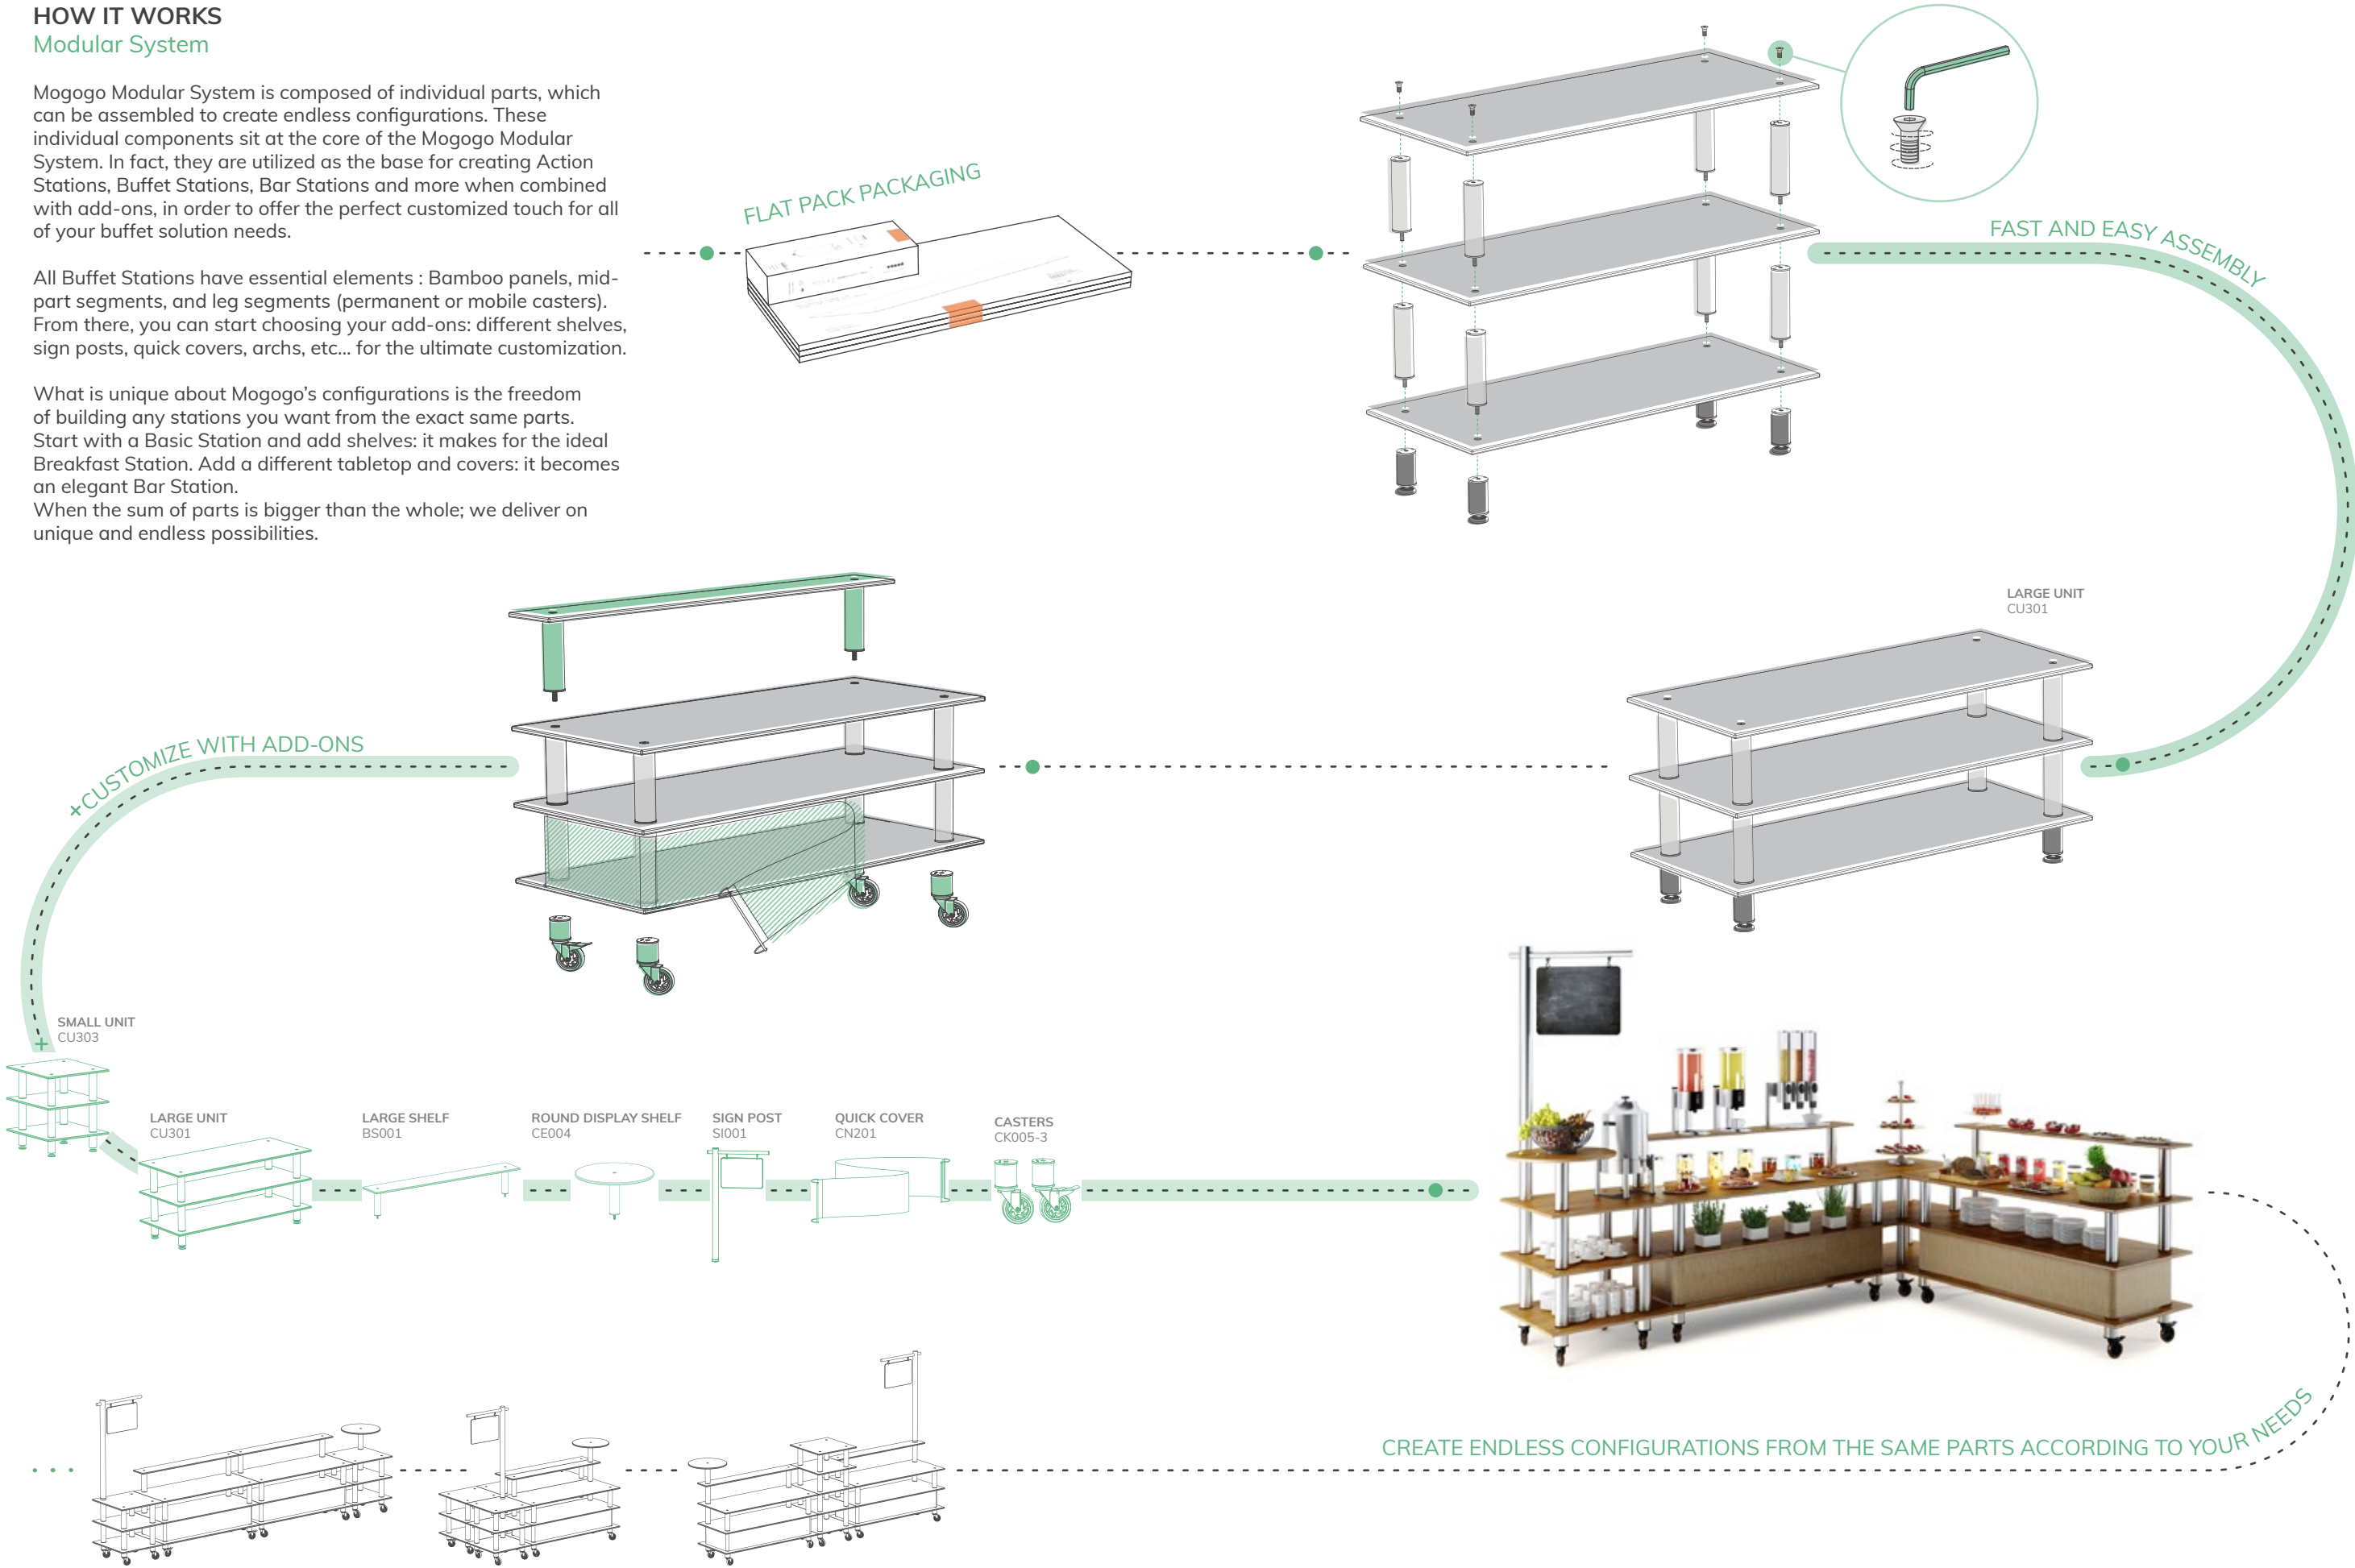 HOW IT WORKS
Modular System
Mogogo Modular System is composed of individual parts, which
can be assembled to create endless configurations. These
individual components sit at the core of the Mogogo Modular
System. In fact, they are utilized as the base for creating Action
Stations, Buffet Stations, Bar Stations and more when combined
with add-ons, in order to offer the perfect customized touch for all
of your buffet solution needs.
All Buffet Stations have essential elements : Bamboo panels, mid-
part segments, and leg segments (permanent or mobile casters).
From there, you can start choosing your add-ons: different shelves,
sign posts, quick covers, archs, etc... for the ultimate customization.
What is unique about Mogogo’s configurations is the freedom
of building any stations you want from the exact same parts.
Start with a Basic Station and add shelves: it makes for the ideal
Breakfast Station. Add a different tabletop and covers: it becomes
an elegant Bar Station.
When the sum of parts is bigger than the whole; we deliver on
unique and endless possibilities.
FLAT PACK PACKAGING
FAST AND EASY ASSEMBLY
LARGE UNIT
CU301
+CUSTOMIZE WITH ADD-ONS
+
SMALL UNIT
CU303
LARGE UNIT
CU301
LARGE SHELF
BS001
ROUND DISPLAY SHELF
CE004
SIGN POST
SI001
QUICK COVER
CN201
CASTERS
CK005-3
CREATE ENDLESS CONFIGURATIONS FROM THE SAME PARTS ACCORDING TO YOUR NEEDS